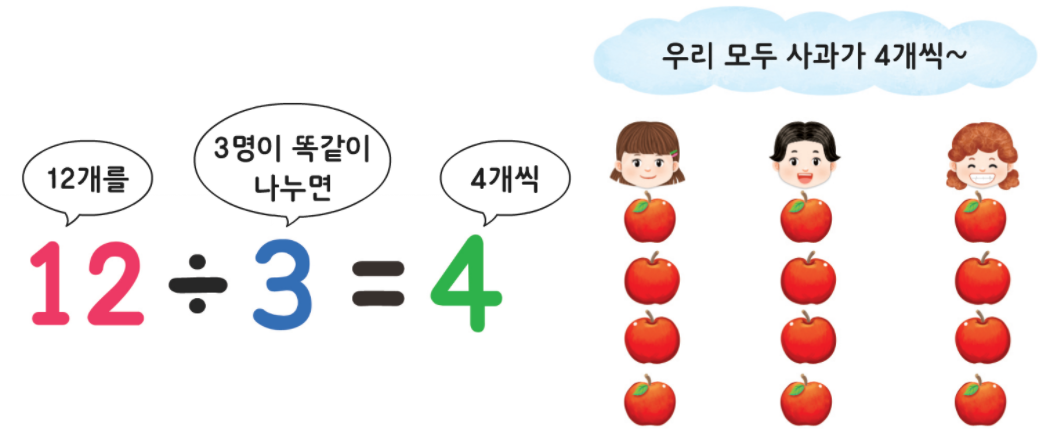 우리 모두 사과가 4개씩~
12개를
3명이 똑같이
나누면
4개씩
12 ÷ 3 = 4